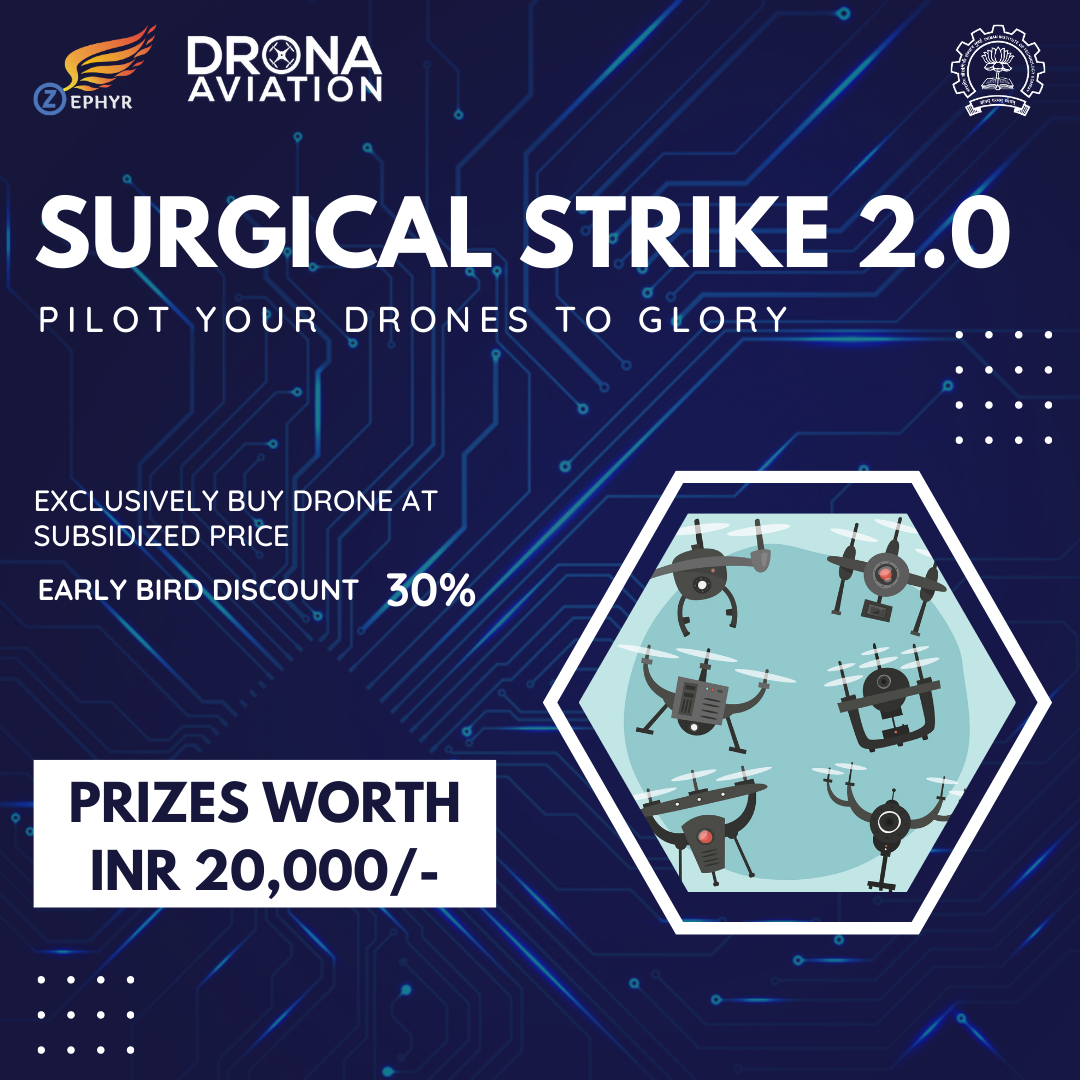 ZEPHYR
DRONA
AVIATION
SURGICAL STRIKE 2.0
PILOT YOUR DRONES TO GLORY
EXCLUSIVELY BUY DRONE AT
SUBSIDIZED PRICE
EARLY BIRD DISCOUNT 30%
PRIZES WORTH
INR 20,000/-